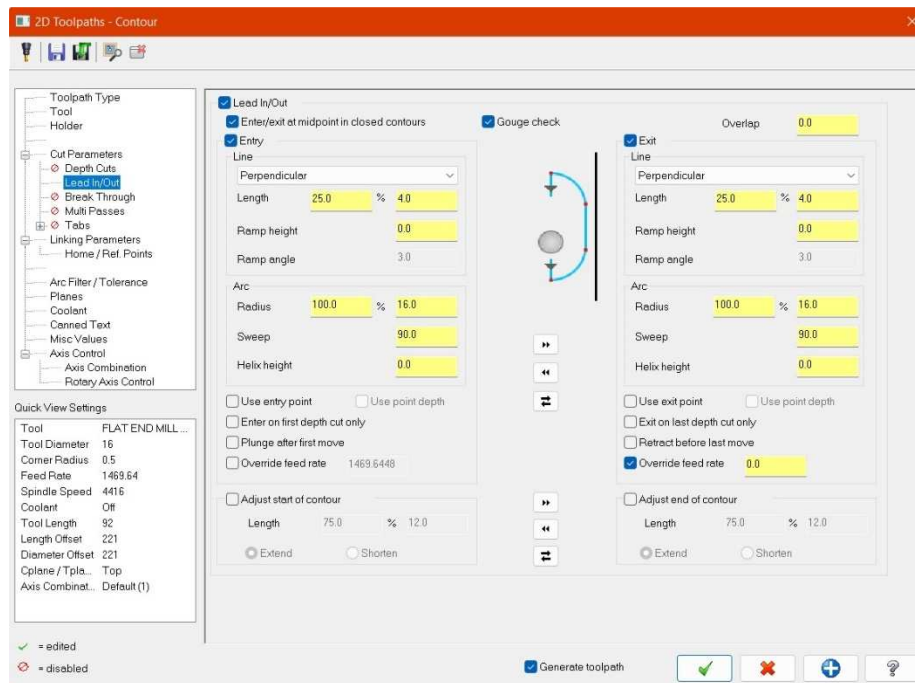 2D Toolpaths - Contour
Toolpath Type
Tool
Holder
Cut Parameters
Depth Cuts
Lead In/Out
Break Through
Multi Passes
Tabs
Linking Parameters
Home / Ref. Points
Arc Filter / Tolerance
Planes
Coolant
Canned Text
Misc Values
Axis Control
Axis Combination
Rotary Axis Control
Quick View Settings
Tool FLAT END MILL ...
Tool Diameter 16
Corner Radius 0.5
Feed Rate 1469.64
Spindle Speed 4416
Coolant Off
Tool Length 92
Length Offset 221
Diameter Offset 221
Cplane / Tpla... Top
Axis Combinat... Default (1)
= edited
= disabled
Lead In/Out
Enter/exit at midpoint in closed contours
Gouge check
Overlap 0.0
Entry
Line
Perpendicular
Length 25.0 % 4.0
Ramp height 0.0
Ramp angle 3.0
Arc
Radius 100.0 % 16.0
Sweep 90.0
Helix height 0.0
Use entry point Use point depth
Enter on first depth cut only
Plunge after first move
Override feed rate 1469.6448
Adjust start of contour
Length 75.0 % 12.0
Extend Shorten
Exit
Line
Perpendicular
Length 25.0 % 4.0
Ramp height 0.0
Ramp angle 3.0
Arc
Radius 100.0 % 16.0
Sweep 90.0
Helix height 0.0
Use exit point Use point depth
Exit on last depth cut only
Retract before last move
Override feed rate 0.0
Adjust end of contour
Length 75.0 % 12.0
Extend Shorten
Generate toolpath
?